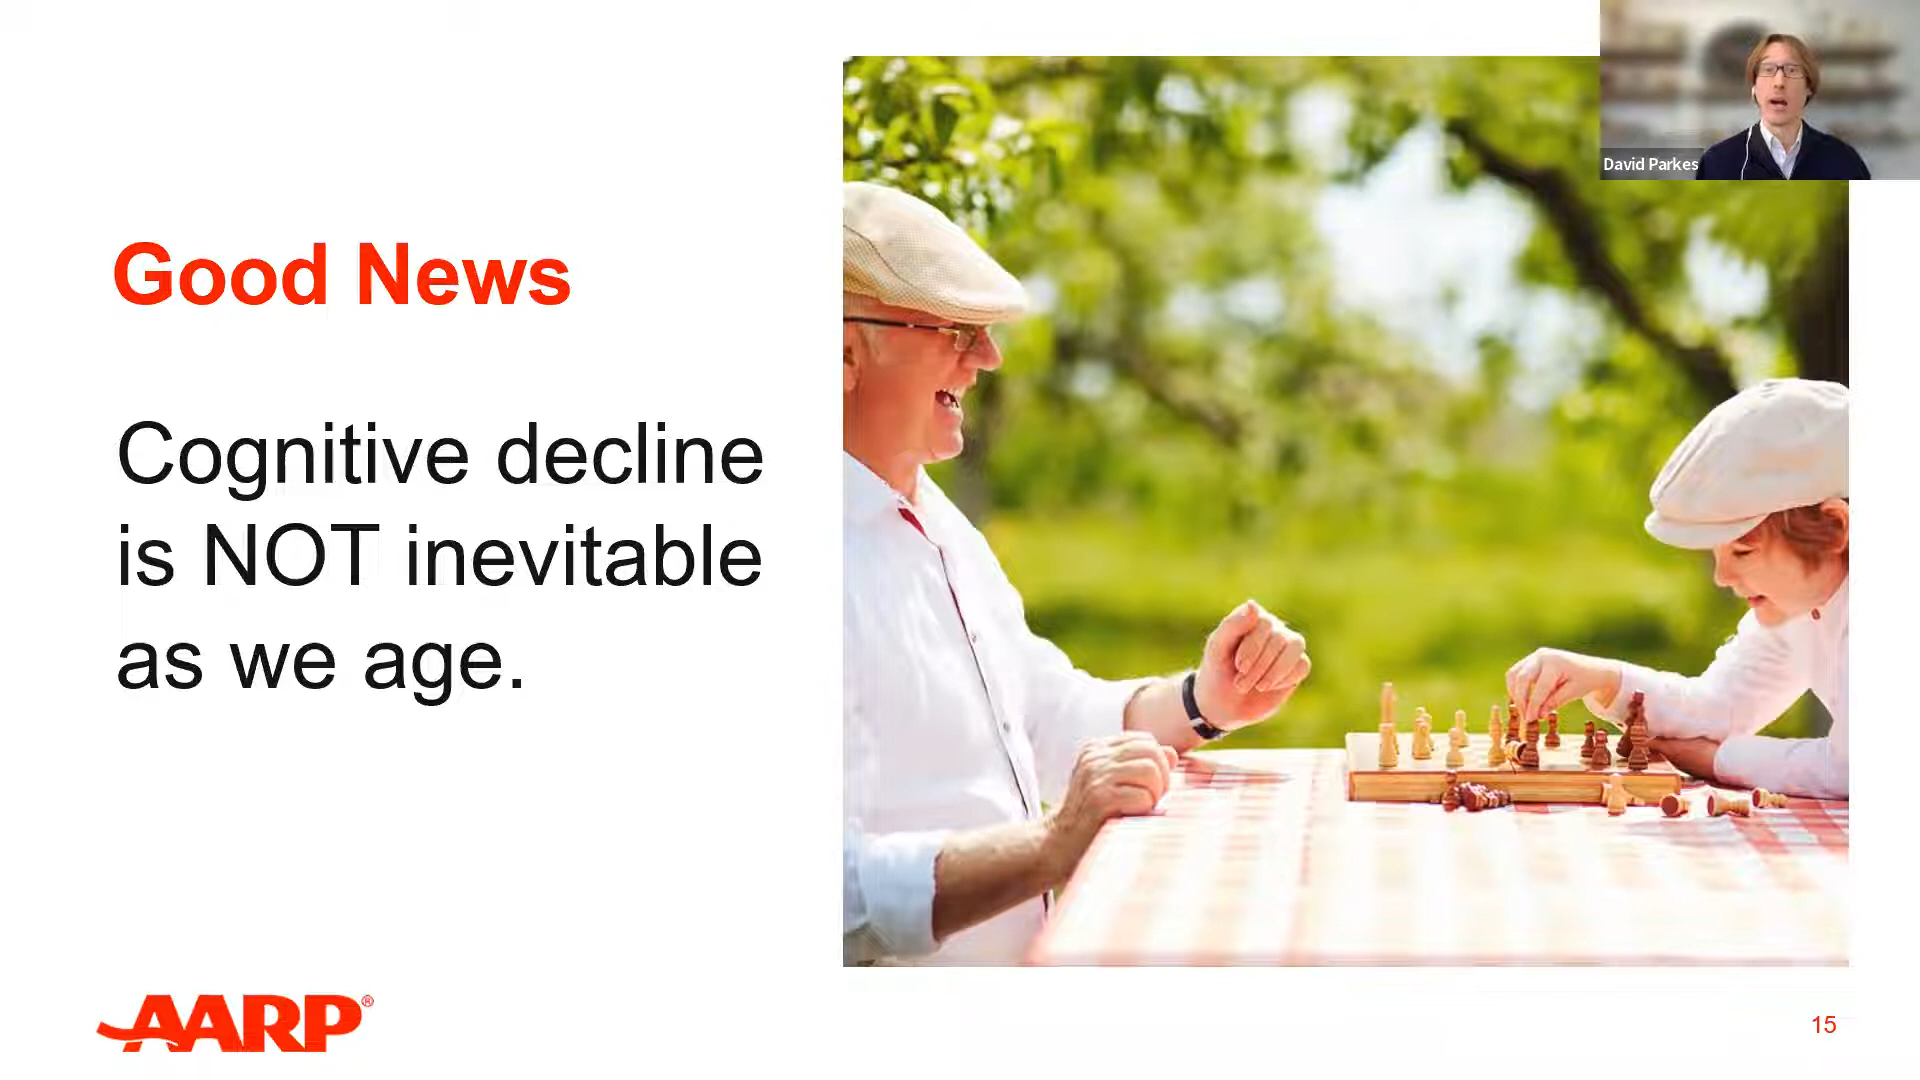 David Parkes
Good News
Cognitive decline
is NOT inevitable
as we age.
AARP®
15